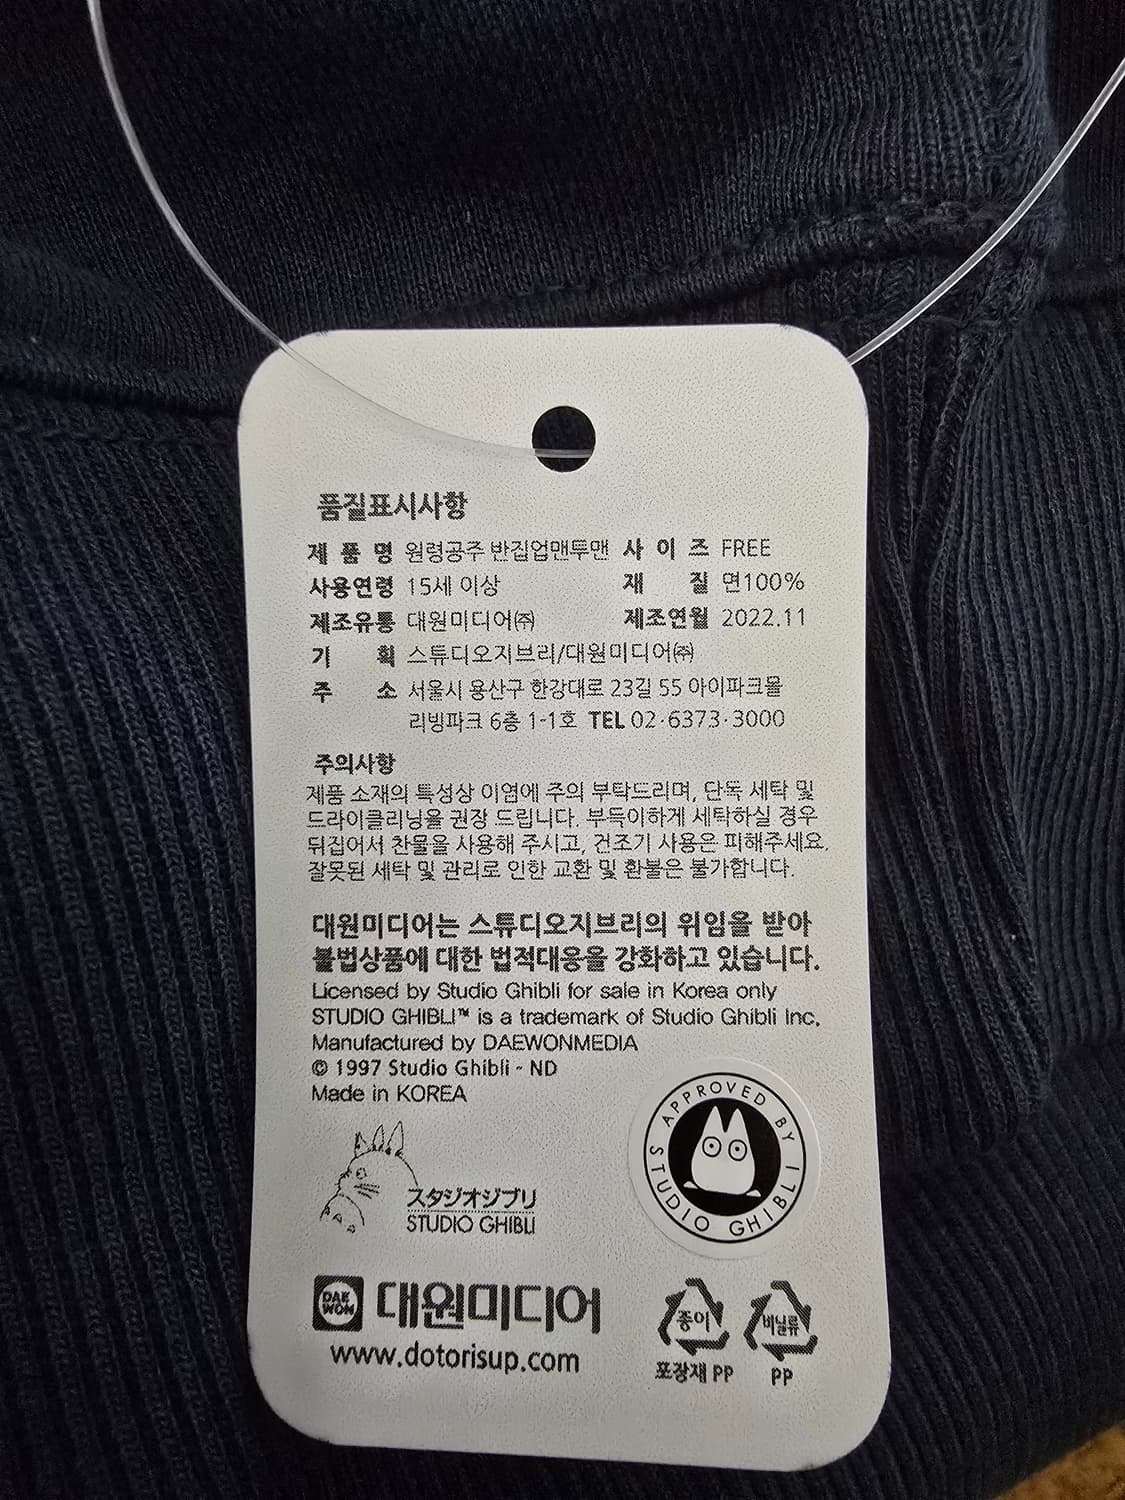 품질표시사항
제 품 명 원령공주 반집업맨투맨 사 이 즈 FREE
사용연령 15세 이상 재 질 면100%
제조유통 대원미디어㈜ 제조연월 2022.11
기 획 스튜디오지브리/대원미디어㈜
주 소 서울시 용산구 한강대로 23길 55 아이파크몰
리빙파크 6층 1-1호 TEL 02·6373·3000
주의사항
제품 소재의 특성상 이염에 주의 부탁드리며, 단독 세탁 및
드라이클리닝을 권장 드립니다. 부득이하게 세탁하실 경우
뒤집어서 찬물을 사용해 주시고, 건조기 사용은 피해주세요.
잘못된 세탁 및 관리로 인한 교환 및 환불은 불가합니다.
대원미디어는 스튜디오지브리의 위임을 받아
불법상품에 대한 법적대응을 강화하고 있습니다.
Licensed by Studio Ghibli for sale in Korea only
STUDIO GHIBLI™ is a trademark of Studio Ghibli Inc.
Manufactured by DAEWONMEDIA
© 1997 Studio Ghibli - ND
Made in KOREA
APPROVED BY STUDIO GHIBLI
スタジオジブリ
STUDIO GHIBLI
DAE WON 대원미디어
www.dotorisup.com
종이 비닐류
포장재 PP PP